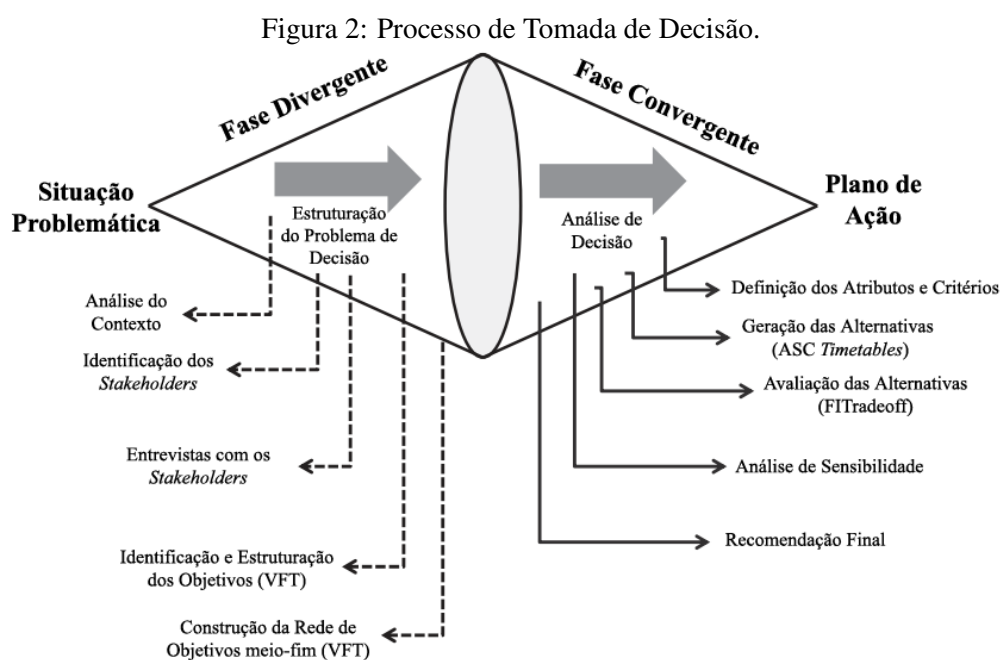 Figura 2: Processo de Tomada de Decisão.
Fase Divergente
Fase Convergente
Situação
Problemática
Estruturação
do Problema de
Decisão
Análise de
Decisão
Plano de
Ação
Análise do
Contexto
Identificação dos
Stakeholders
Entrevistas com os
Stakeholders
Identificação e Estruturação
dos Objetivos (VFT)
Construção da Rede de
Objetivos meio-fim (VFT)
Definição dos Atributos e Critérios
Geração das Alternativas
(ASC Timetables)
Avaliação das Alternativas
(FITradeoff)
Análise de Sensibilidade
Recomendação Final